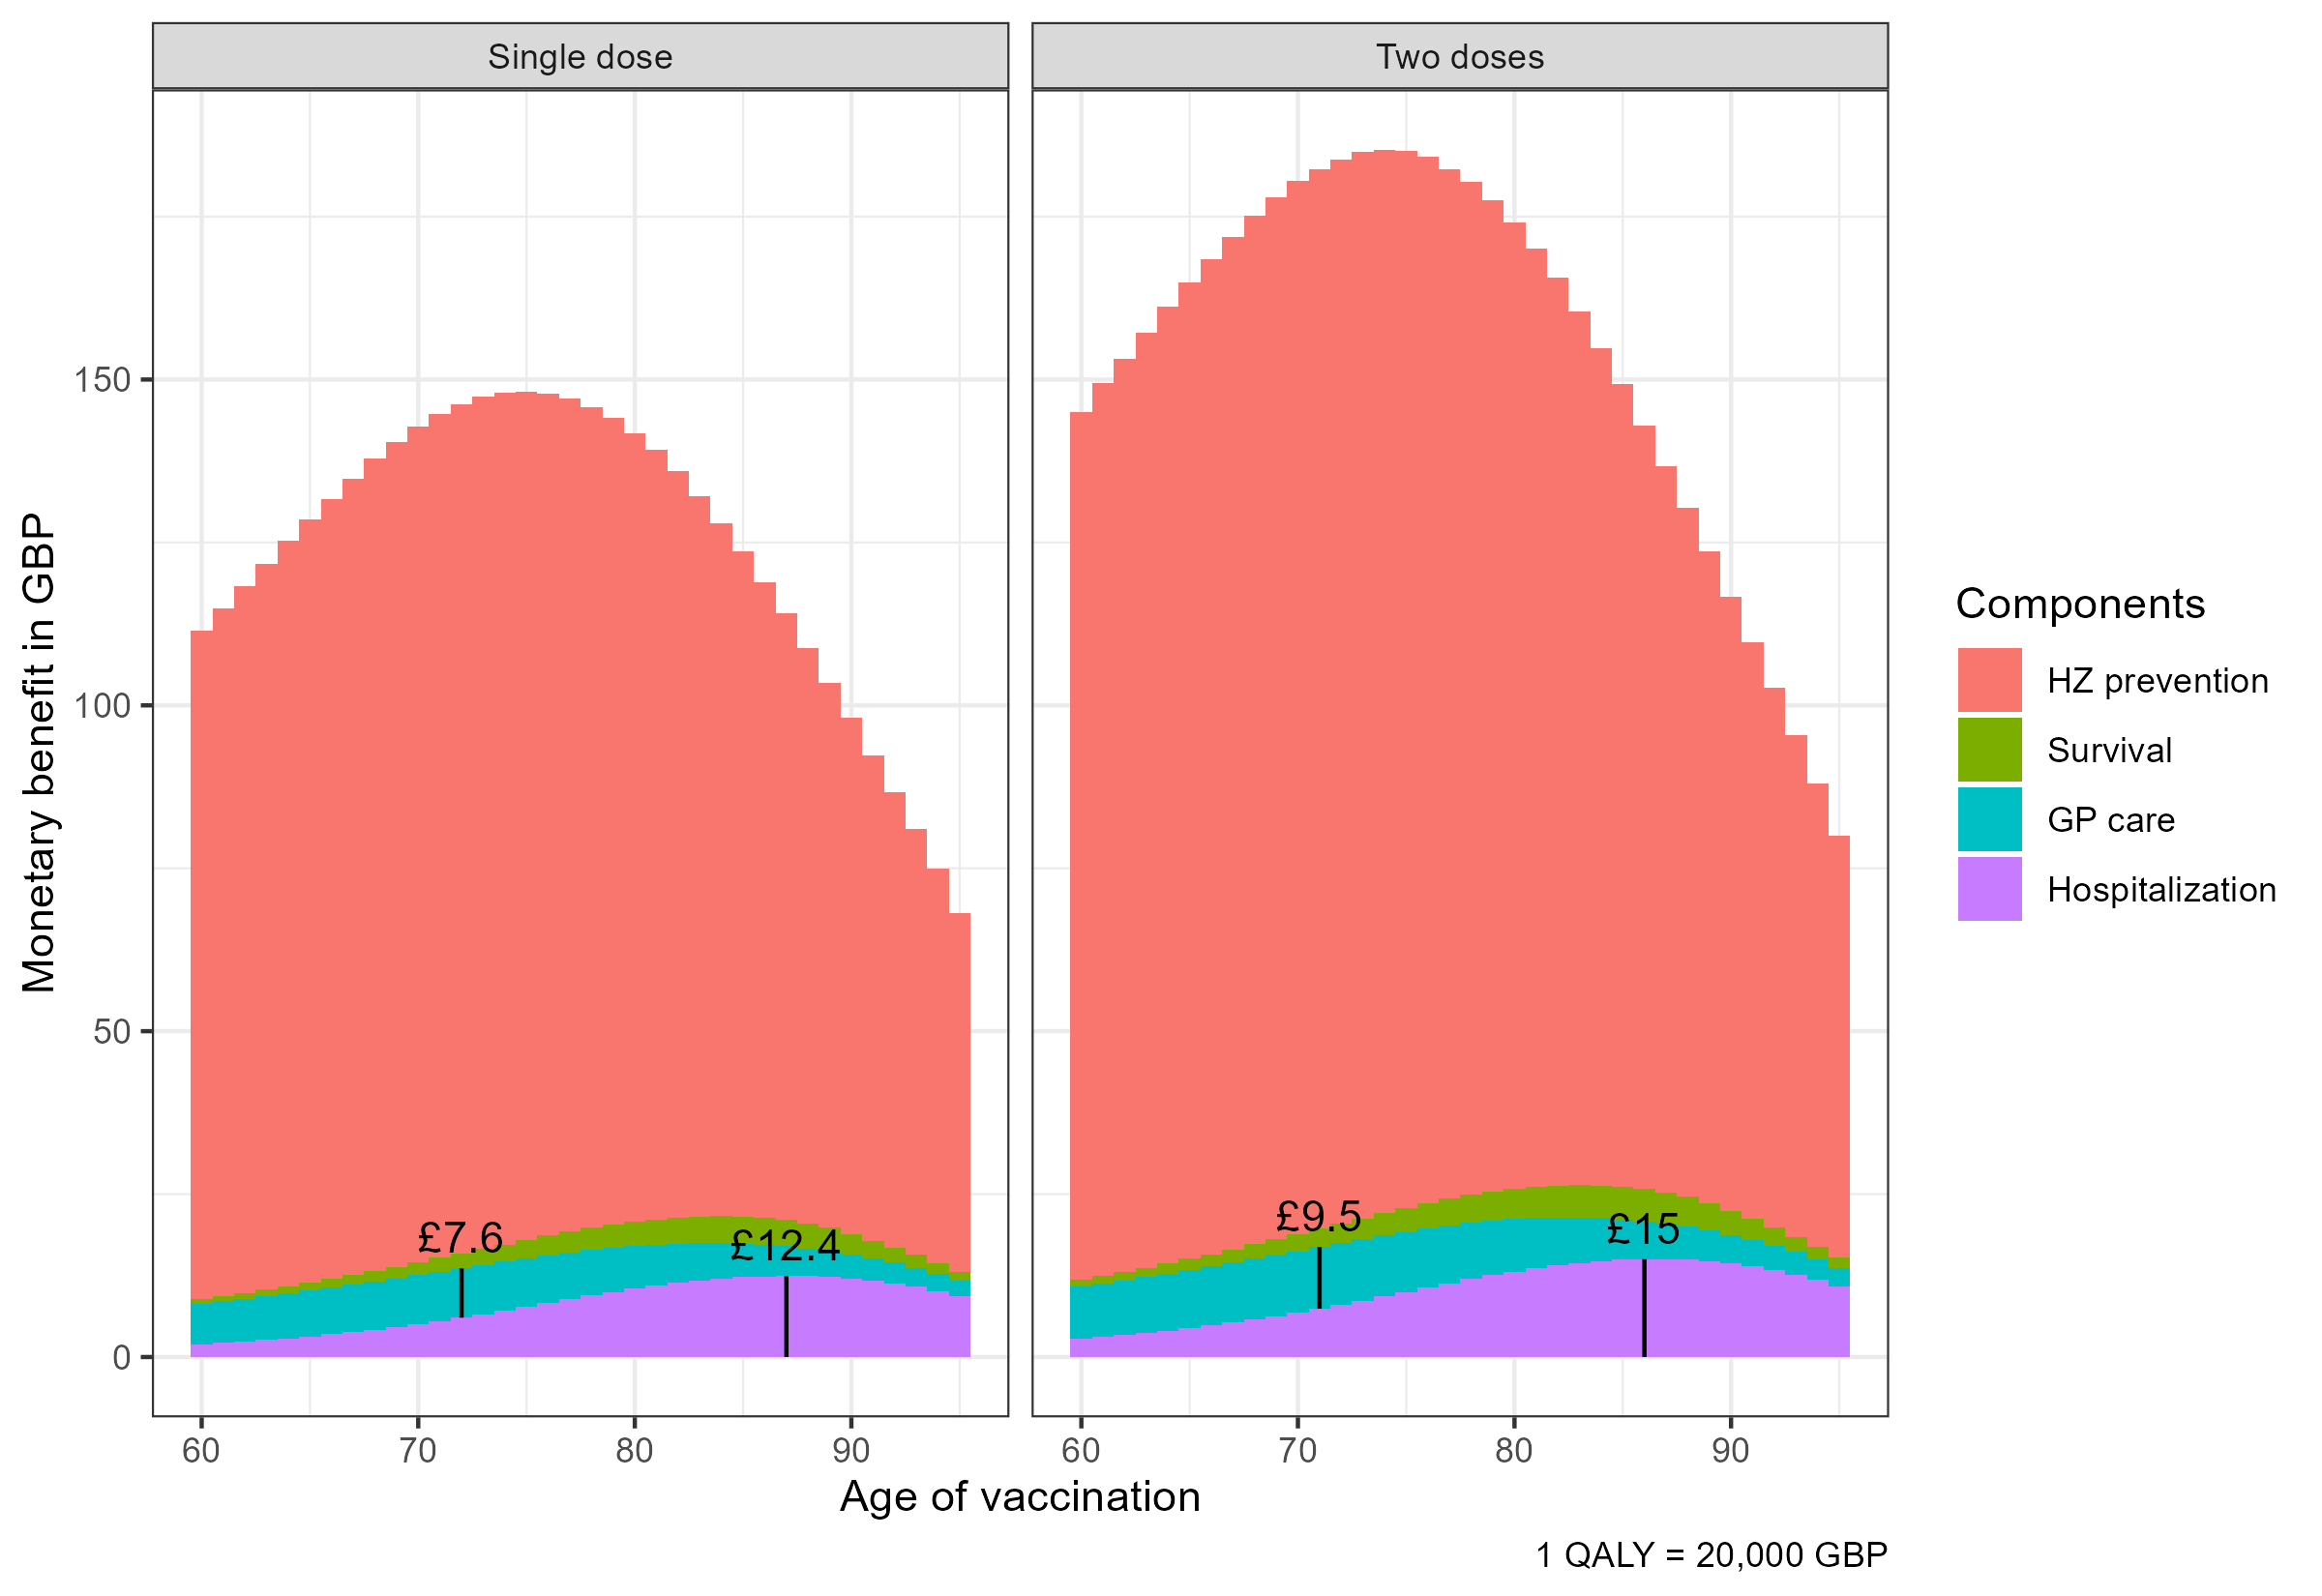 Single dose
Two doses
Monetary benefit in GBP
150
100
50
0
£7.6
£12.4
£9.5
£15
60 70 80 90
60 70 80 90
Age of vaccination
1 QALY = 20,000 GBP
Components
HZ prevention
Survival
GP care
Hospitalization